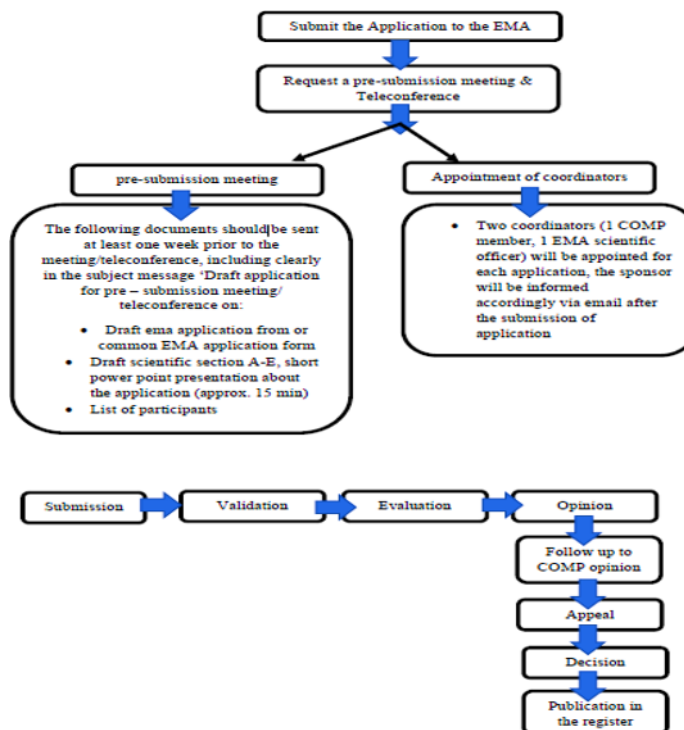 Submit the Application to the EMA
Request a pre-submission meeting &
Teleconference
pre-submission meeting
Appointment of coordinators
The following documents should be sent
at least one week prior to the
meeting/teleconference, including clearly
in the subject message ‘Draft application
for pre – submission meeting/
teleconference on:
• Draft ema application from or
common EMA application form
• Draft scientific section A-E, short
power point presentation about
the application (approx. 15 min)
• List of participants
• Two coordinators (1 COMP
member, 1 EMA scientific
officer) will be appointed for
each application, the sponsor
will be informed
accordingly via email after
the submission of
application
Submission
Validation
Evaluation
Opinion
Follow up to
COMP opinion
Appeal
Decision
Publication in
the register